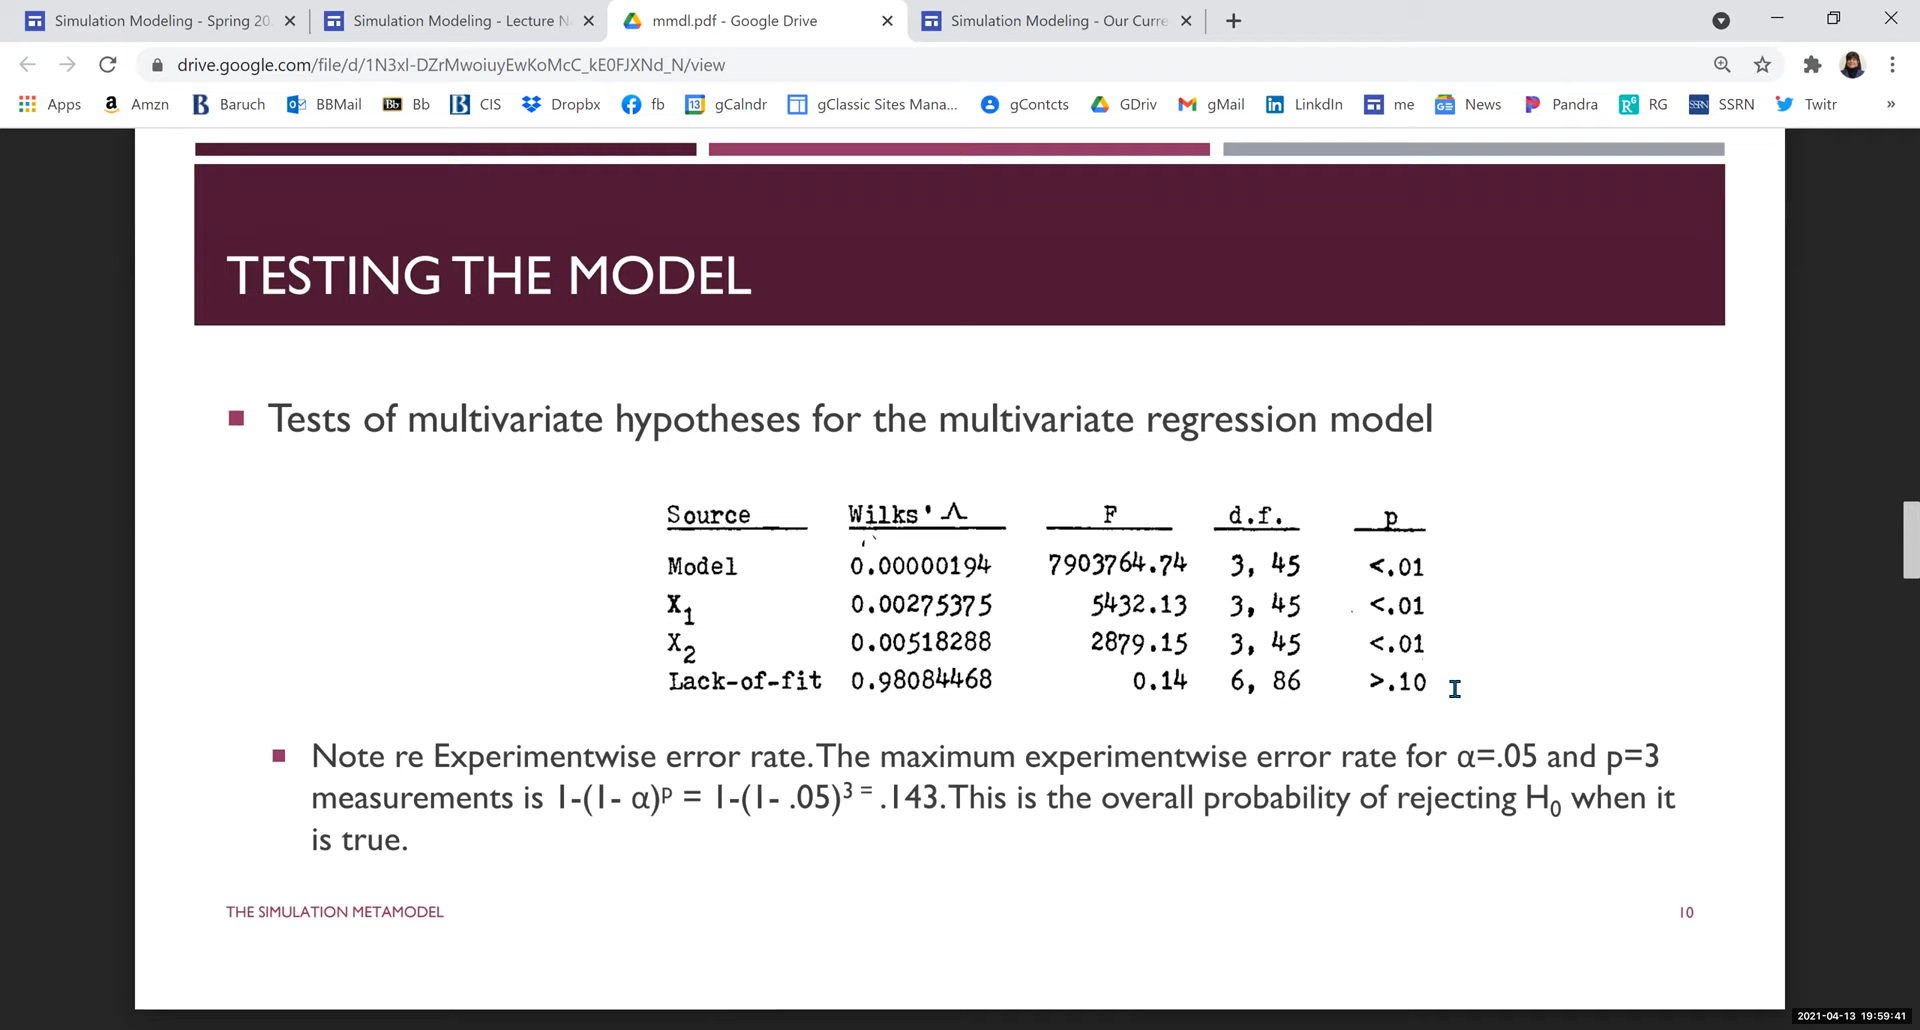 Simulation Modeling - Spring 20
Simulation Modeling - Lecture N
mmdl.pdf - Google Drive
Simulation Modeling - Our Curre
drive.google.com/file/d/1N3xl-DZrMwoiuyEwKoMcC_kE0FJXNd_N/view
Apps Amzn Baruch BBMail Bb CIS Dropbx fb gCalndr gClassic Sites Mana... gContcts GDriv gMail LinkedIn me News Pandra RG SSRN Twitr »
TESTING THE MODEL
Tests of multivariate hypotheses for the multivariate regression model
Source Wilks' Λ F d.f. p
Model 0.00000194 7903764.74 3, 45 <.01
X₁ 0.00275375 5432.13 3, 45 <.01
X₂ 0.00518288 2879.15 3, 45 <.01
Lack-of-fit 0.98084468 0.14 6, 86 >.10
Note re Experimentwise error rate. The maximum experimentwise error rate for α=.05 and p=3
measurements is 1-(1- α)ᵖ = 1-(1- .05)³ ⁼ .143. This is the overall probability of rejecting H₀ when it
is true.
THE SIMULATION METAMODEL
10
2021-04-13 19:59:41